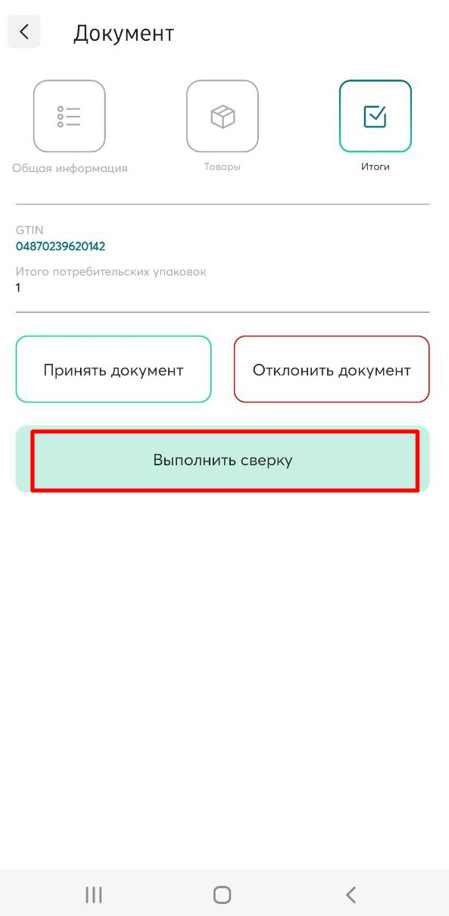 Документ
Общая информация
Товары
Итоги
GTIN
04870239620142
Итого потребительских упаковок
1
Принять документ
Отклонить документ
Выполнить сверку